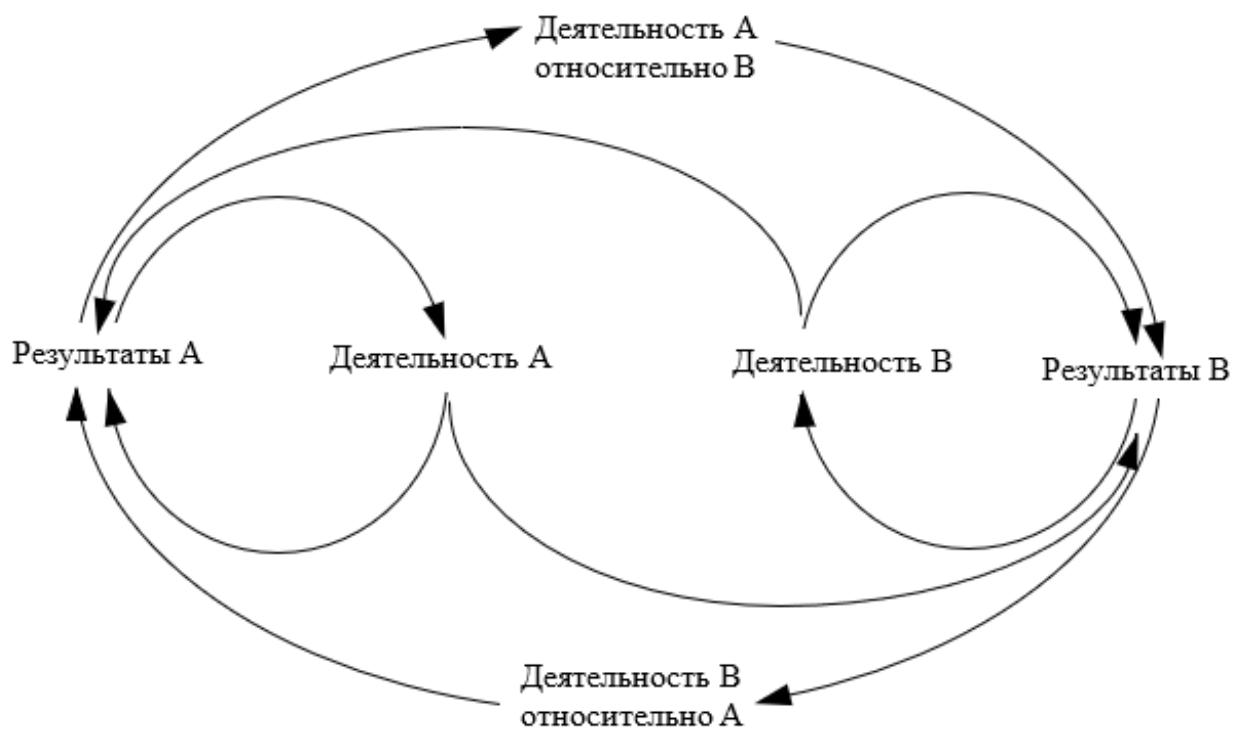 Деятельность А
относительно В
Результаты А
Деятельность А
Деятельность В
Результаты В
Деятельность В
относительно А